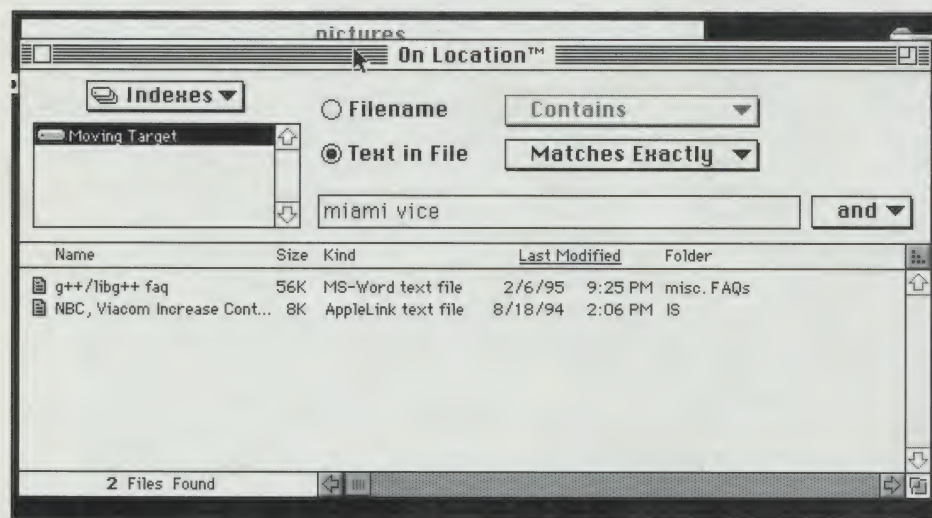 pictures
On Location™
Indexes
Filename
Contains
Moving Target
Text in File
Matches Exactly
miami vice
and
Name Size Kind Last Modified Folder
g++/libg++ faq 56K MS-Word text file 2/6/95 9:25 PM misc. FAQs
NBC, Viacom Increase Cont... 8K AppleLink text file 8/18/94 2:06 PM IS
2 Files Found